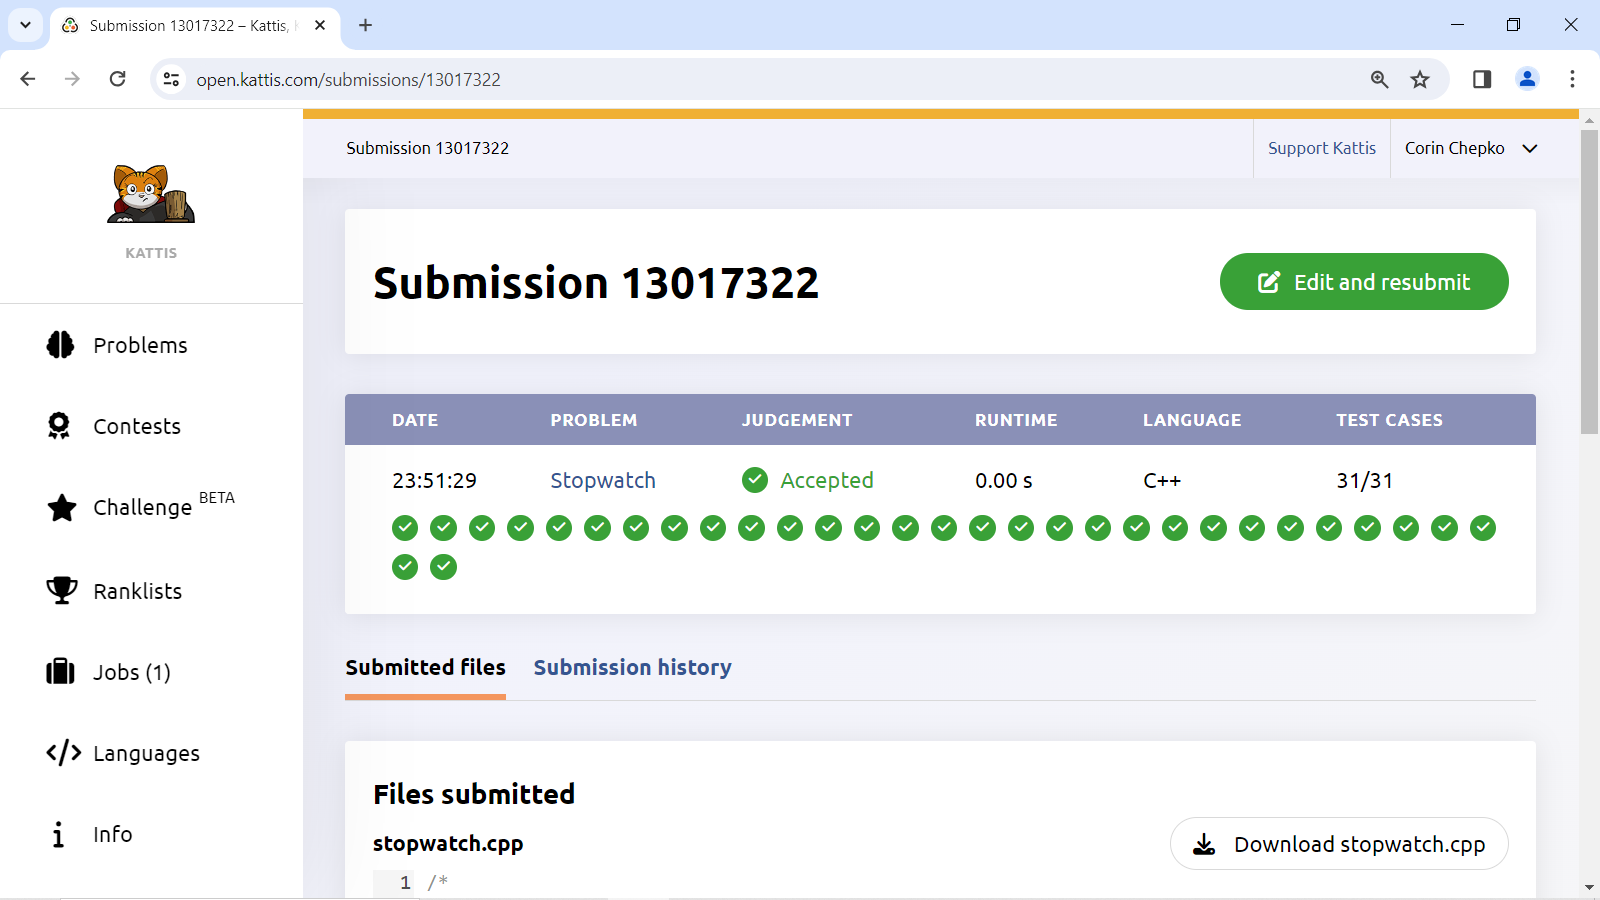 Submission 13017322 – Kattis,
open.kattis.com/submissions/13017322
KATTIS
Problems
Contests
Challenge BETA
Ranklists
Jobs (1)
Languages
Info
Submission 13017322
Support Kattis
Corin Chepko
Submission 13017322
Edit and resubmit
DATE PROBLEM JUDGEMENT RUNTIME LANGUAGE TEST CASES
23:51:29 Stopwatch Accepted 0.00 s C++ 31/31
Submitted files Submission history
Files submitted
stopwatch.cpp
Download stopwatch.cpp
1 /*